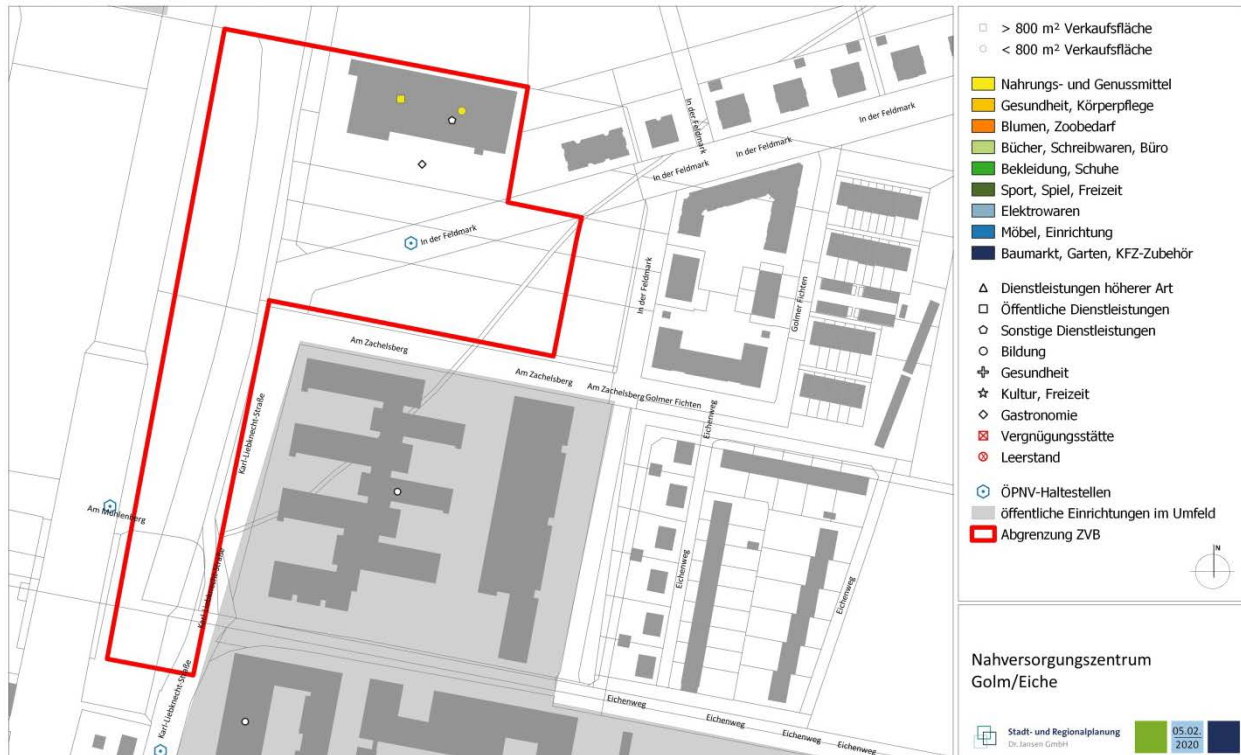 In der Feldmark
In der Feldmark
In der Feldmark
In der Feldmark
In der Feldmark
In der Feldmark
Golmer Fichten
Am Zachelsberg
Am Zachelsberg
Am Zachelsberg
Golmer Fichten
Karl-Liebknecht-Straße
Eichenweg
Am Mühlenberg
Karl-Liebknecht-Straße
Eichenweg
Eichenweg
Karl-Liebknecht-Straße
Eichenweg
Eichenweg
Eichenweg
Eichenweg
> 800 m² Verkaufsfläche
< 800 m² Verkaufsfläche
Nahrungs- und Genussmittel
Gesundheit, Körperpflege
Blumen, Zoobedarf
Bücher, Schreibwaren, Büro
Bekleidung, Schuhe
Sport, Spiel, Freizeit
Elektrowaren
Möbel, Einrichtung
Baumarkt, Garten, KFZ-Zubehör
Dienstleistungen höherer Art
Öffentliche Dienstleistungen
Sonstige Dienstleistungen
Bildung
Gesundheit
Kultur, Freizeit
Gastronomie
Vergnügungsstätte
Leerstand
ÖPNV-Haltestellen
öffentliche Einrichtungen im Umfeld
Abgrenzung ZVB
N
Nahversorgungszentrum
Golm/Eiche
Stadt- und Regionalplanung
Dr. Jansen GmbH
05.02.
2020